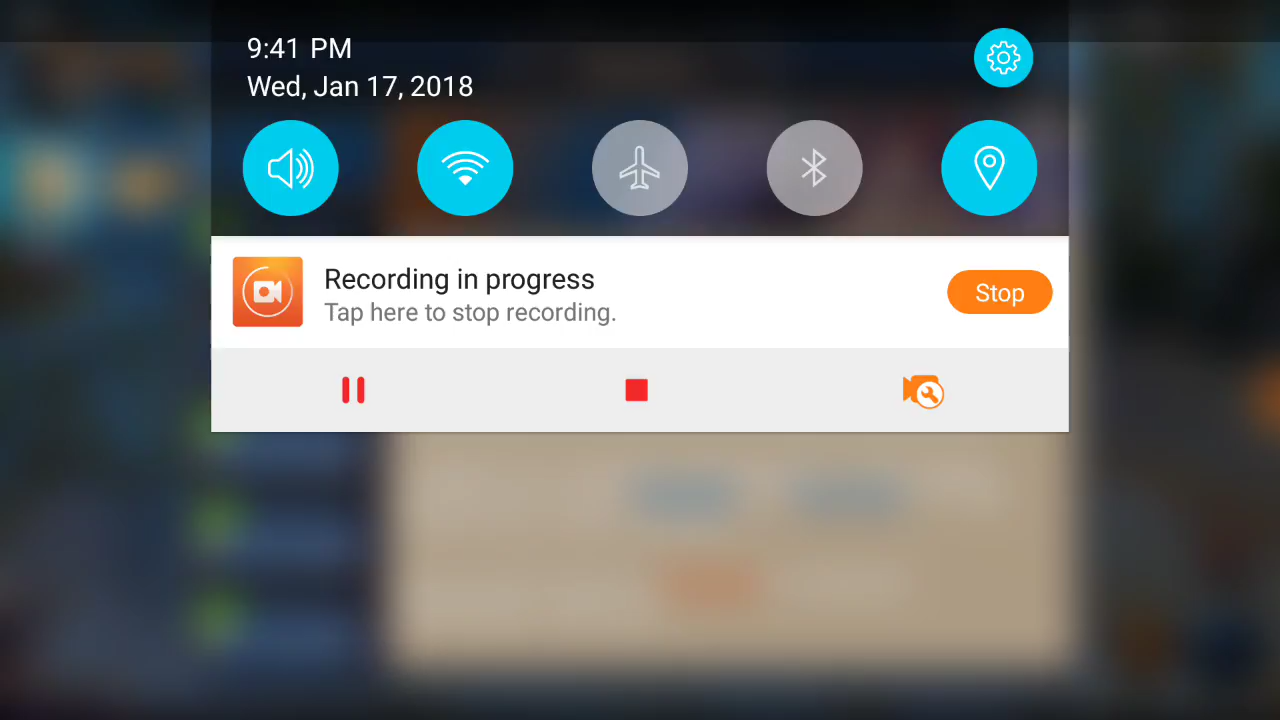 9:41 PM
Wed, Jan 17, 2018
Recording in progress
Tap here to stop recording.
Stop